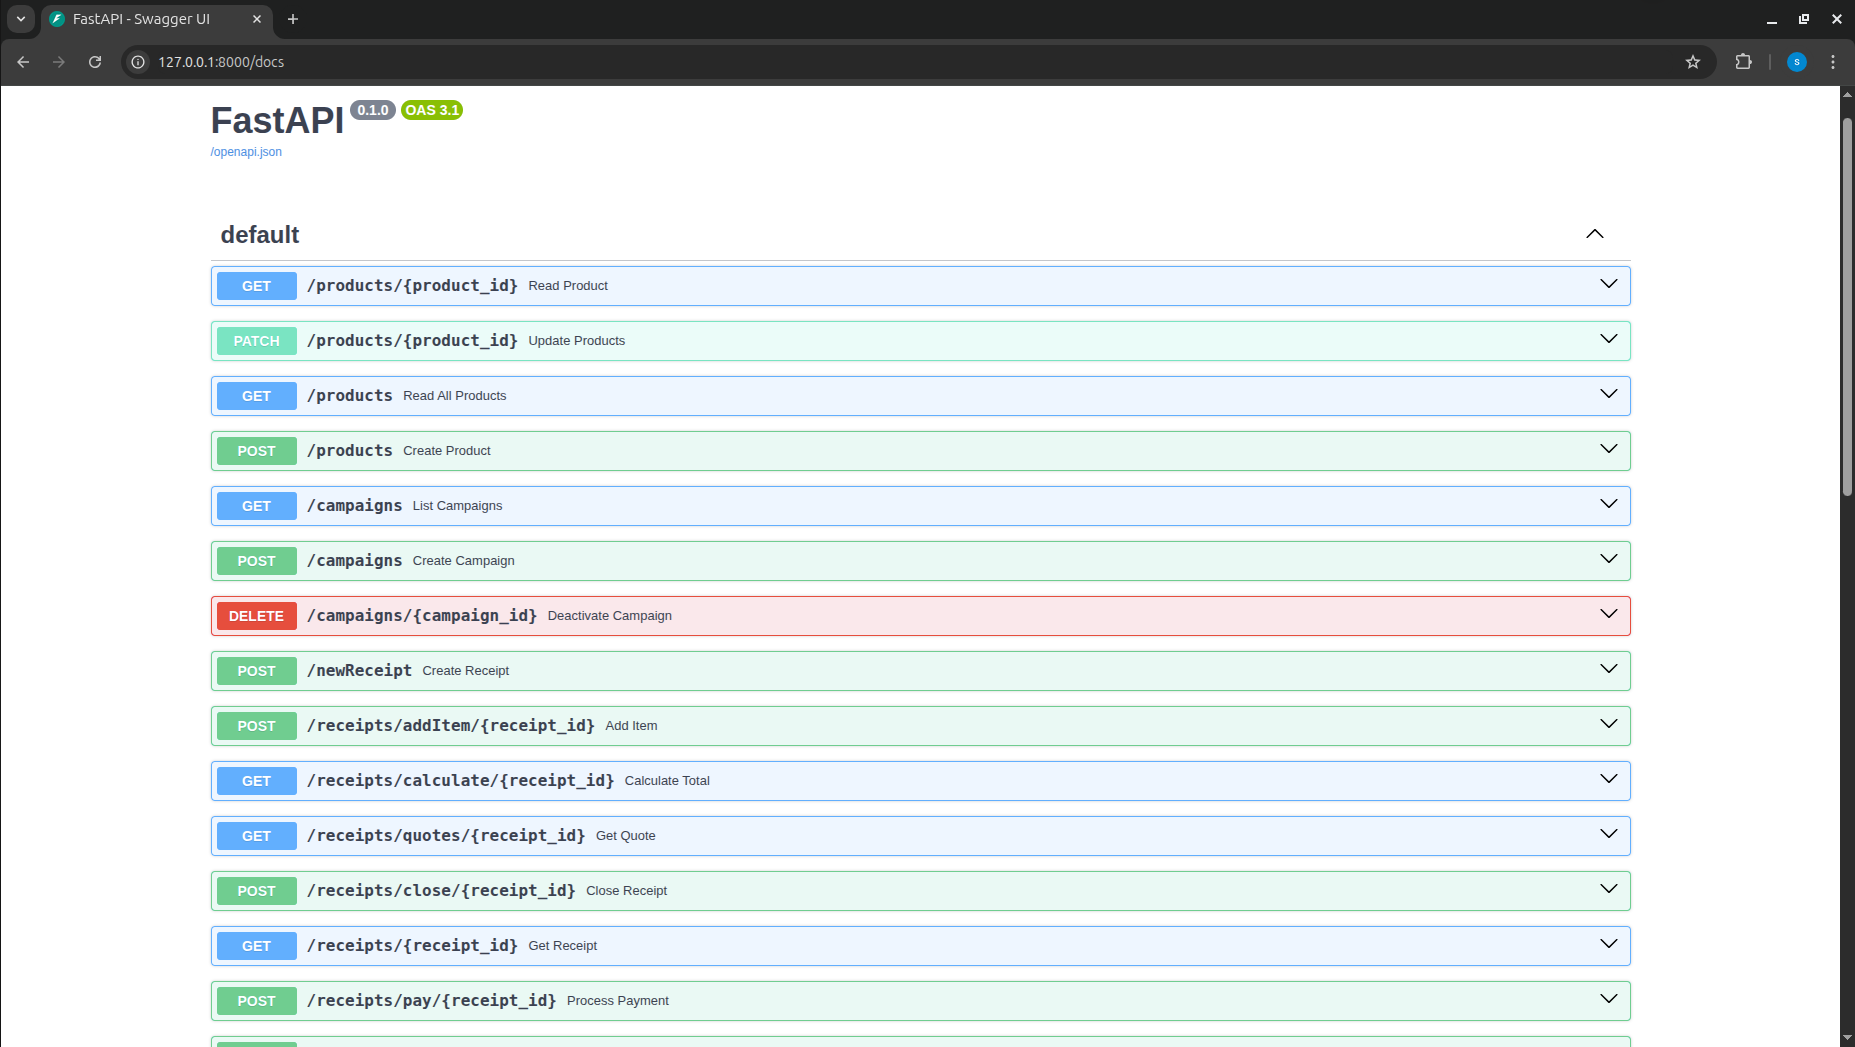 FastAPI - Swagger UI
127.0.0.1:8000/docs
s
FastAPI 0.1.0 OAS 3.1
/openapi.json
default
GET /products/{product_id} Read Product
PATCH /products/{product_id} Update Products
GET /products Read All Products
POST /products Create Product
GET /campaigns List Campaigns
POST /campaigns Create Campaign
DELETE /campaigns/{campaign_id} Deactivate Campaign
POST /newReceipt Create Receipt
POST /receipts/addItem/{receipt_id} Add Item
GET /receipts/calculate/{receipt_id} Calculate Total
GET /receipts/quotes/{receipt_id} Get Quote
POST /receipts/close/{receipt_id} Close Receipt
GET /receipts/{receipt_id} Get Receipt
POST /receipts/pay/{receipt_id} Process Payment